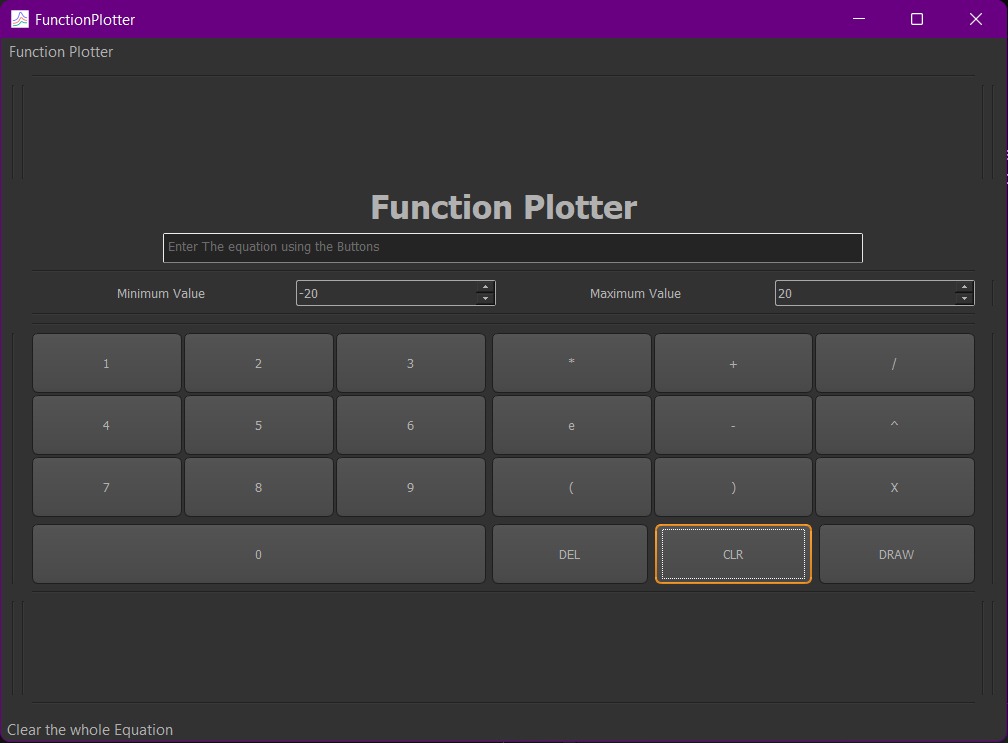 FunctionPlotter
Function Plotter
Function Plotter
Enter The equation using the Buttons
Minimum Value -20 Maximum Value 20
1 2 3 * + /
4 5 6 e - ^
7 8 9 ( ) X
0 DEL CLR DRAW
Clear the whole Equation